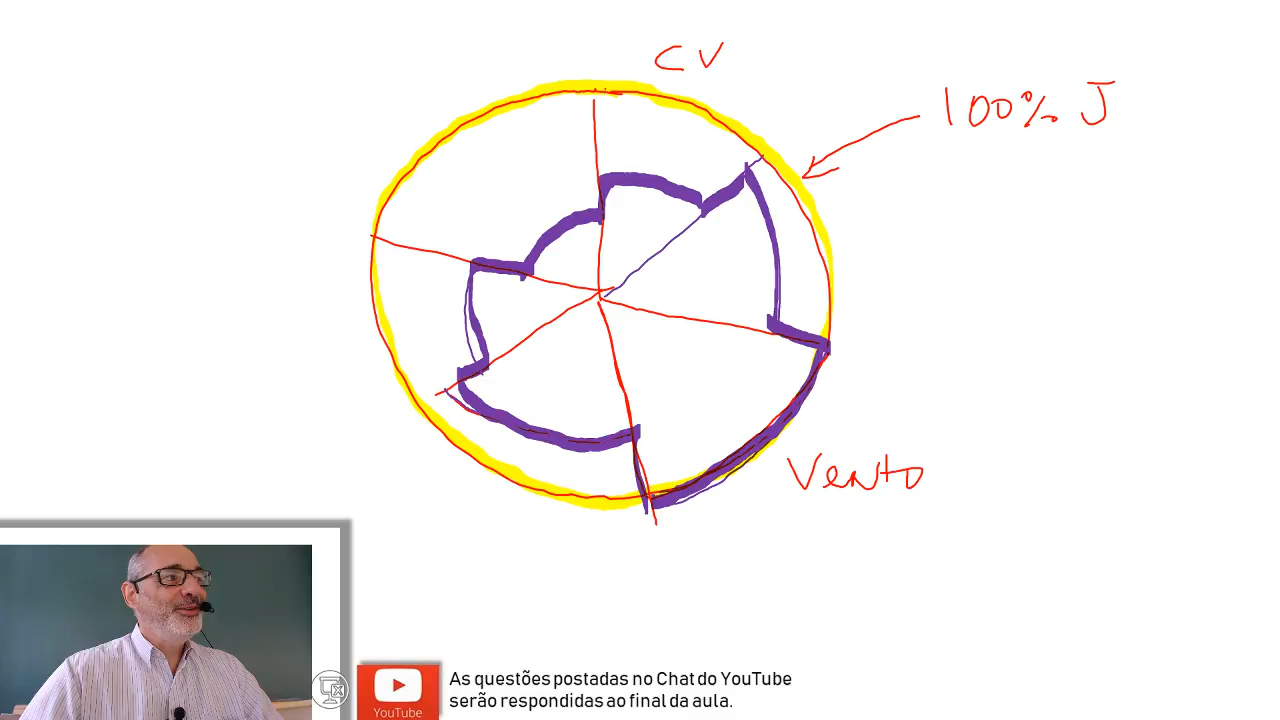 CV
100% J
Vento
As questões postadas no Chat do YouTube
serão respondidas ao final da aula.
YouTube